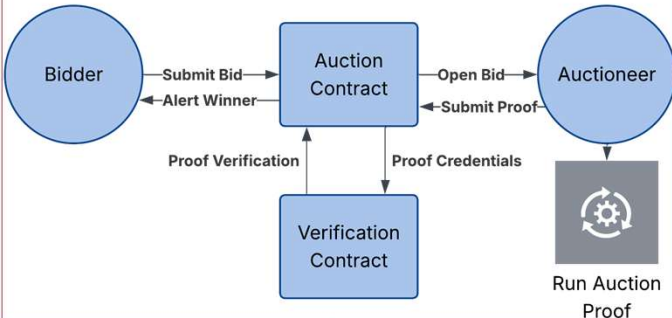 Bidder
Submit Bid
Alert Winner
Auction
Contract
Open Bid
Submit Proof
Auctioneer
Proof Verification
Proof Credentials
Verification
Contract
Run Auction
Proof